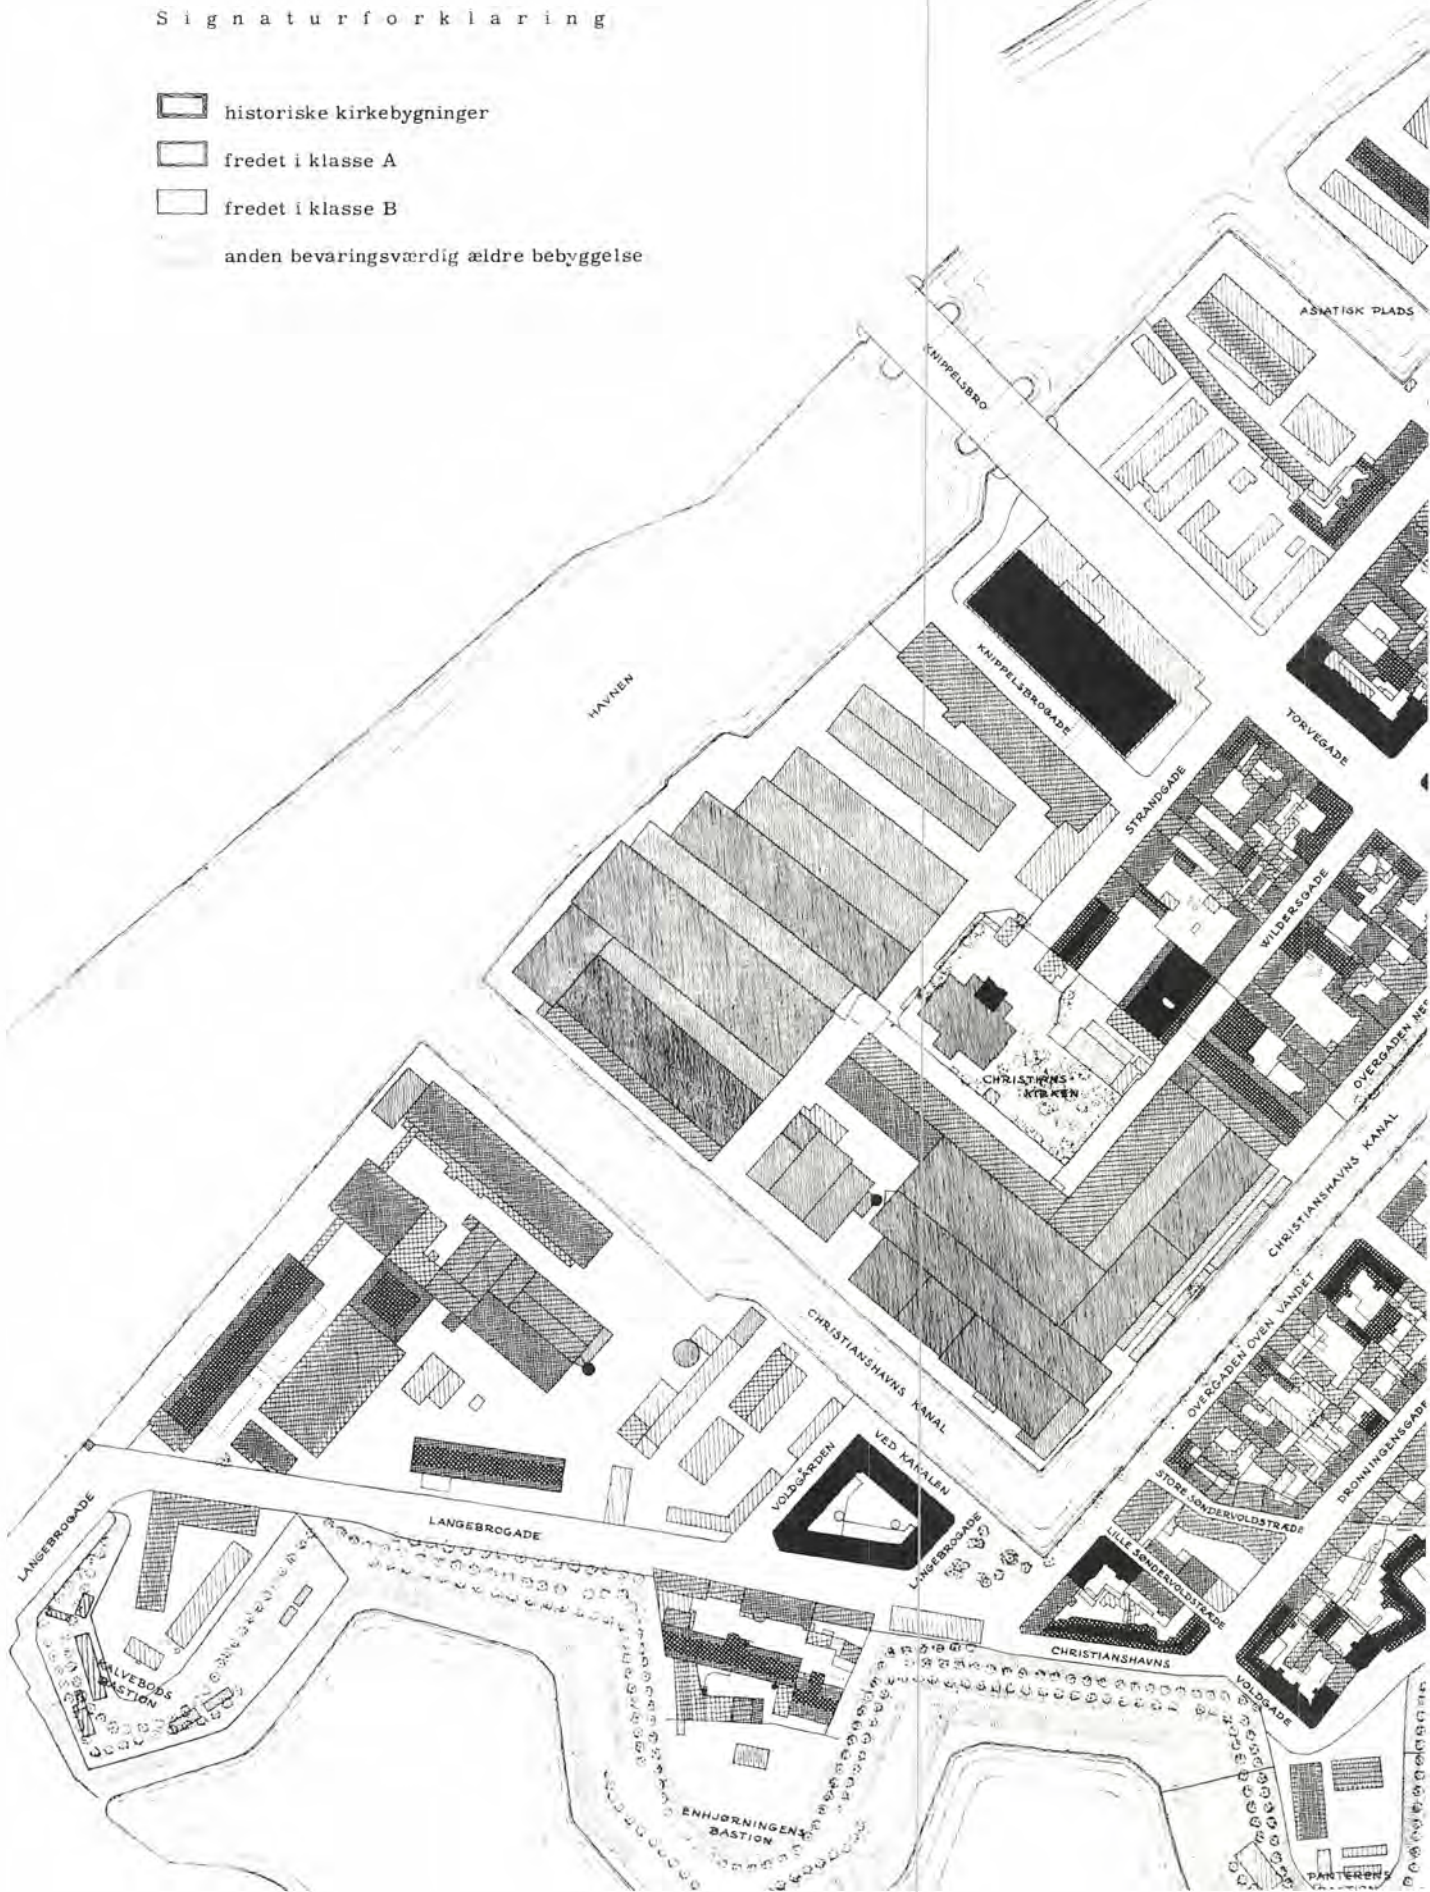 Signaturforklaring
historiske kirkebygninger
fredet i klasse A
fredet i klasse B
anden bevaringsværdig ældre bebyggelse
ASIATISK PLADS
KNIPPELSBRO
HAVNEN
KNIPPELSBROGADE
TORVEGADE
STRANDGADE
WILDERSGADE
OVERGADEN NED
CHRISTIANS-
KIRKEN
CHRISTIANSHAVNS KANAL
OVERGADEN OVEN VANDET
CHRISTIANSHAVNS KANAL
DRONNINGENSGADE
VED KANALEN
VOLDGÅRDEN
STORE SØNDERVOLDSTRÆDE
LILLE SØNDERVOLDSTRÆDE
LANGEBROGADE
LANGEBROGADE
LANGEBROGADE
CHRISTIANSHAVNS
VOLDGADE
KALVEBODS
BASTION
ENHJØRNINGENS
BASTION
PANTERENS